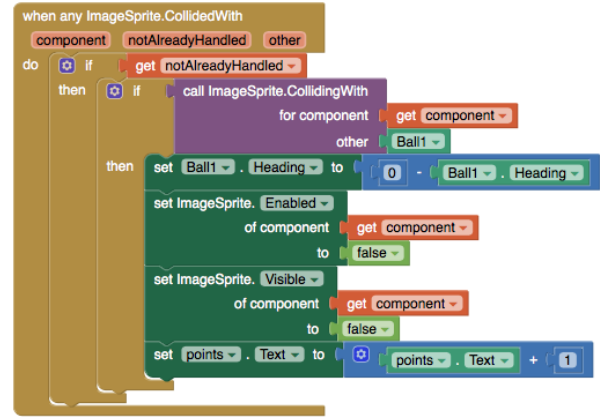 when any ImageSprite.CollidedWith
component notAlreadyHandled other
do if get notAlreadyHandled
then if call ImageSprite.CollidingWith
for component get component
other Ball1
then set Ball1 . Heading to 0 - Ball1 . Heading
set ImageSprite. Enabled
of component get component
to false
set ImageSprite. Visible
of component get component
to false
set points . Text to points . Text + 1